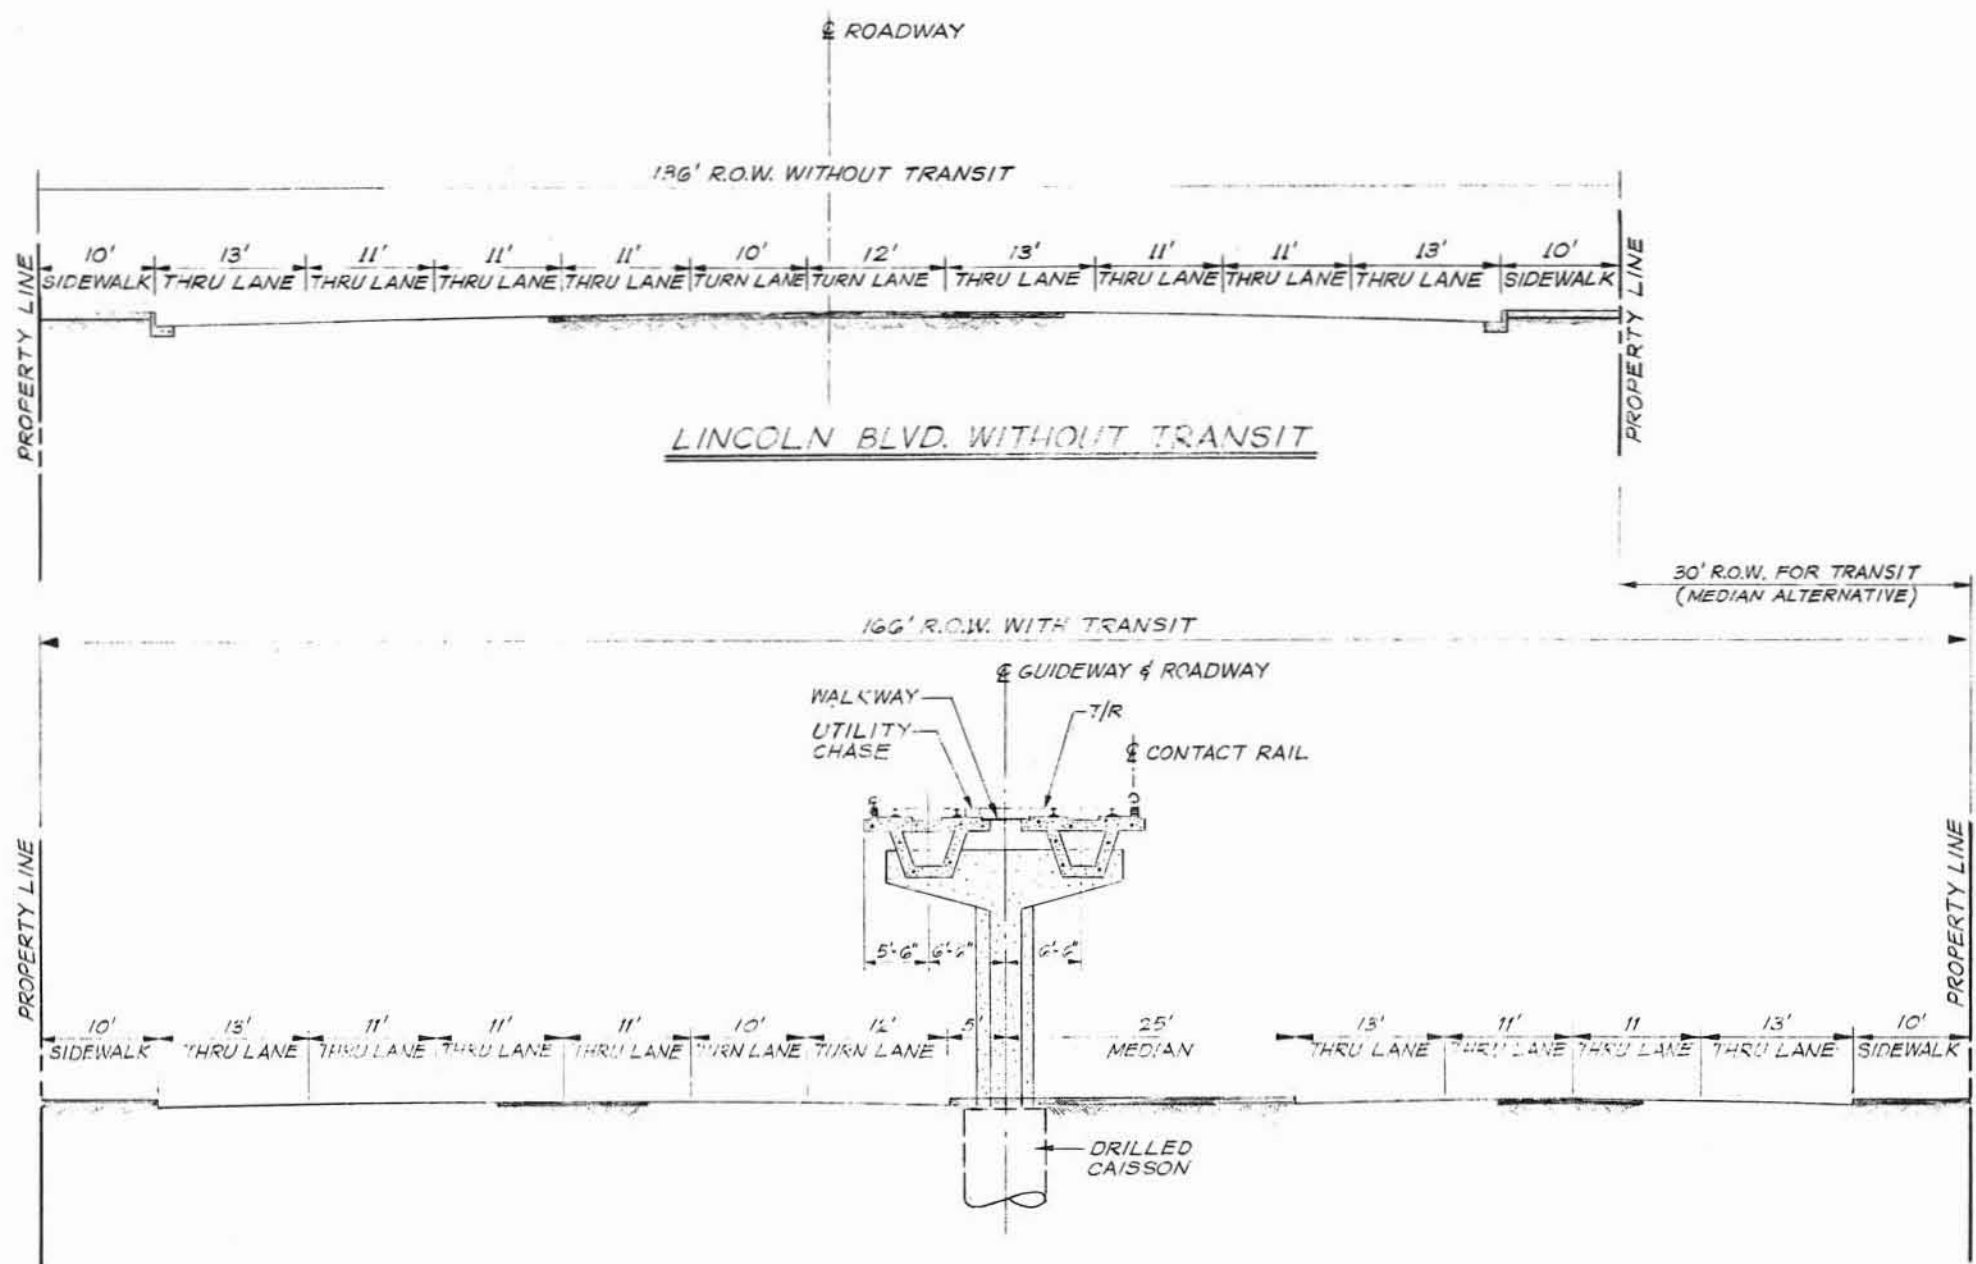 ℄ ROADWAY
136' R.O.W. WITHOUT TRANSIT
10' 13' 11' 11' 11' 10' 12' 13' 11' 11' 13' 10'
SIDEWALK THRU LANE THRU LANE THRU LANE THRU LANE TURN LANE TURN LANE THRU LANE THRU LANE THRU LANE THRU LANE SIDEWALK
PROPERTY LINE
PROPERTY LINE
LINCOLN BLVD. WITHOUT TRANSIT
30' R.O.W. FOR TRANSIT
(MEDIAN ALTERNATIVE)
166' R.O.W. WITH TRANSIT
℄ GUIDEWAY & ROADWAY
WALKWAY
T/R
UTILITY
CHASE
℄ CONTACT RAIL
PROPERTY LINE
PROPERTY LINE
5'-6" 6'-6" 6'-6"
10' 13' 11' 11' 11' 10' 12' 5' 25' 13' 11' 11 13' 10'
SIDEWALK THRU LANE THRU LANE THRU LANE THRU LANE TURN LANE TURN LANE MEDIAN THRU LANE THRU LANE THRU LANE THRU LANE SIDEWALK
DRILLED
CAISSON